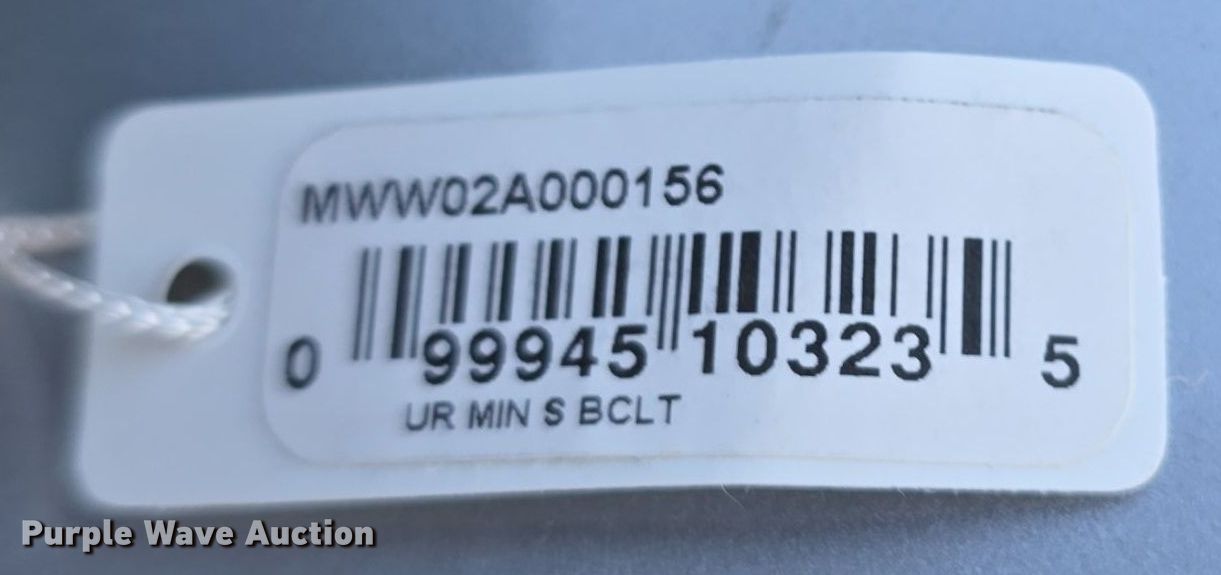 MWW02A000156
0 99945 10323 5
UR MIN S BCLT
Purple Wave Auction